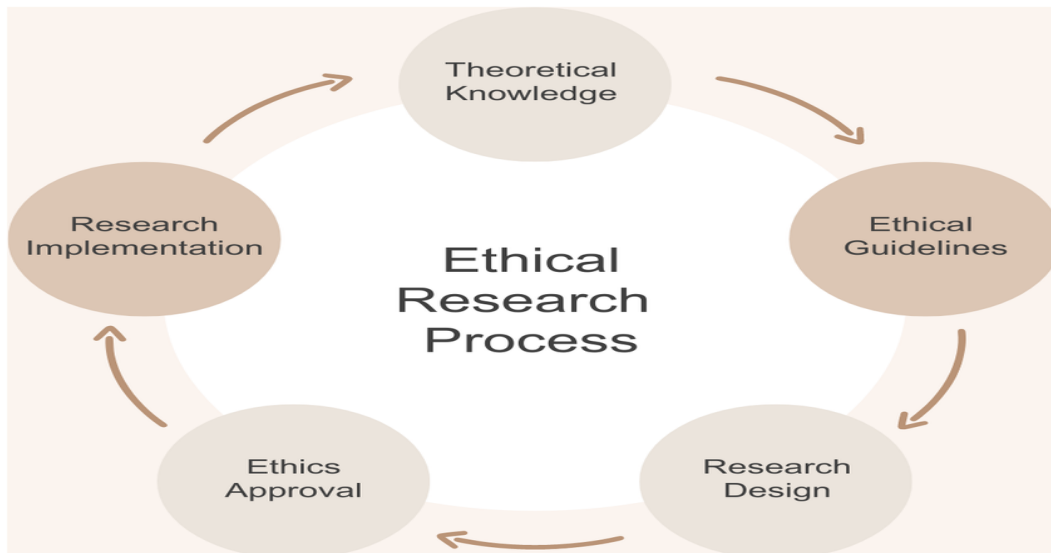 Theoretical
Knowledge
Ethical
Guidelines
Research
Design
Ethics
Approval
Research
Implementation
Ethical
Research
Process